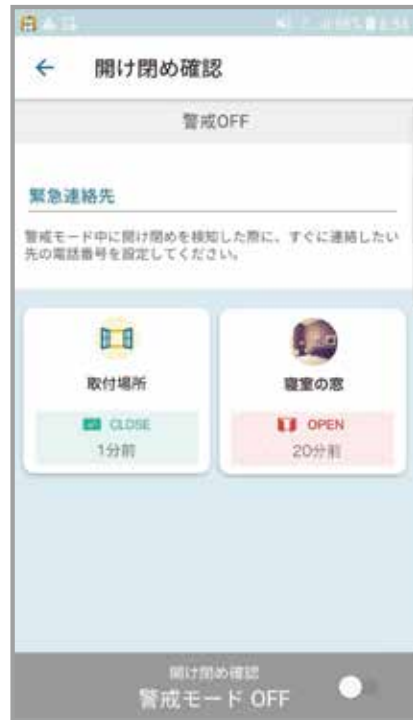 ← 開け閉め確認
警戒OFF
緊急連絡先
警戒モード中に開け閉めを検知した際に、すぐに連絡したい
先の電話番号を設定してください。
取付場所
寝室の窓
CLOSE
OPEN
1分前
20分前
開け閉め確認
警戒モード OFF